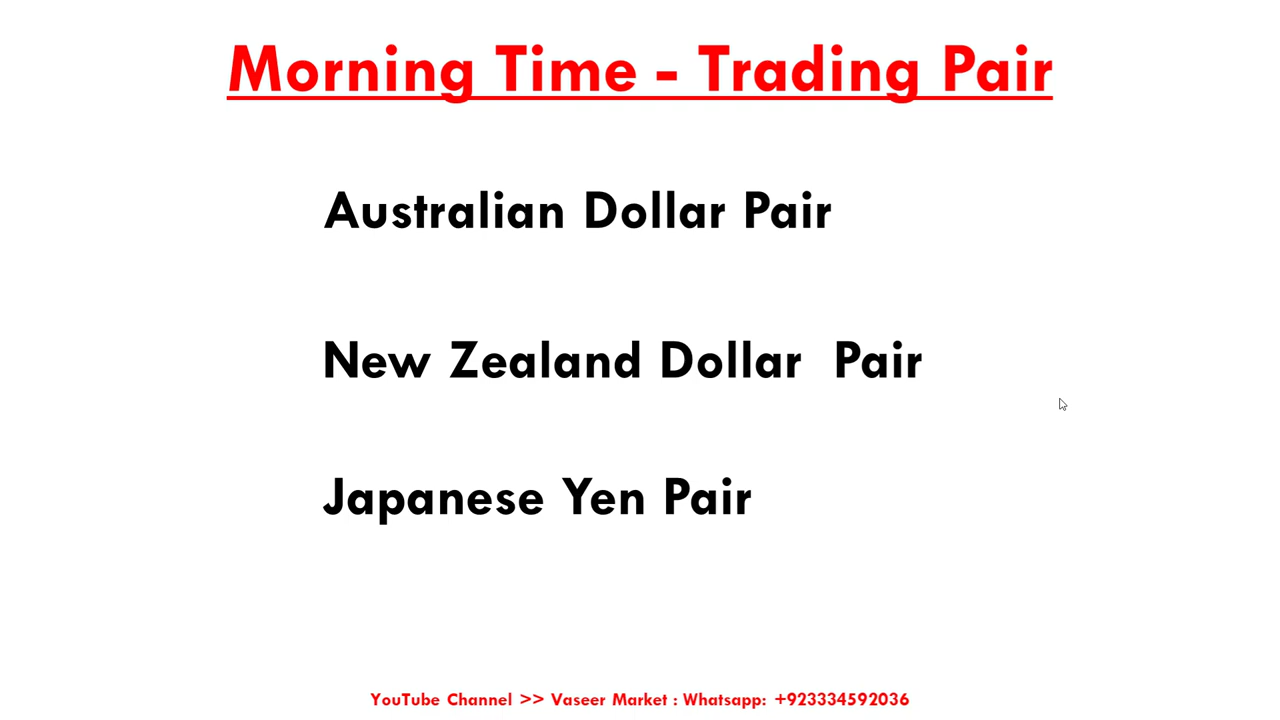 Morning Time - Trading Pair
Australian Dollar Pair
New Zealand Dollar  Pair
Japanese Yen Pair
YouTube Channel >> Vaseer Market : Whatsapp: +923334592036